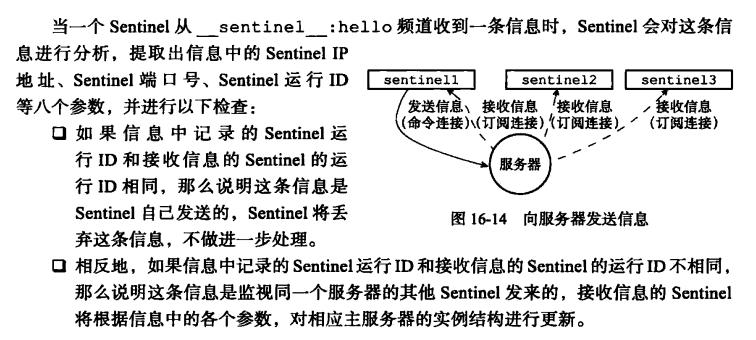 当一个 Sentinel 从 __sentinel__:hello 频道收到一条信息时，Sentinel 会对这条信
息进行分析，提取出信息中的 Sentinel IP
地址、Sentinel 端口号、Sentinel 运行 ID
等八个参数，并进行以下检查：
❑ 如果信息中记录的 Sentinel 运
行 ID 和接收信息的 Sentinel 的运
行 ID 相同，那么说明这条信息是
Sentinel 自己发送的，Sentinel 将丢
弃这条信息，不做进一步处理。
sentinel1 sentinel2 sentinel3
发送信息 接收信息 接收信息 接收信息
（命令连接） （订阅连接） （订阅连接） （订阅连接）
服务器
图 16-14 向服务器发送信息
❑ 相反地，如果信息中记录的 Sentinel 运行 ID 和接收信息的 Sentinel 的运行 ID 不相同，
那么说明这条信息是监视同一个服务器的其他 Sentinel 发来的，接收信息的 Sentinel
将根据信息中的各个参数，对相应主服务器的实例结构进行更新。